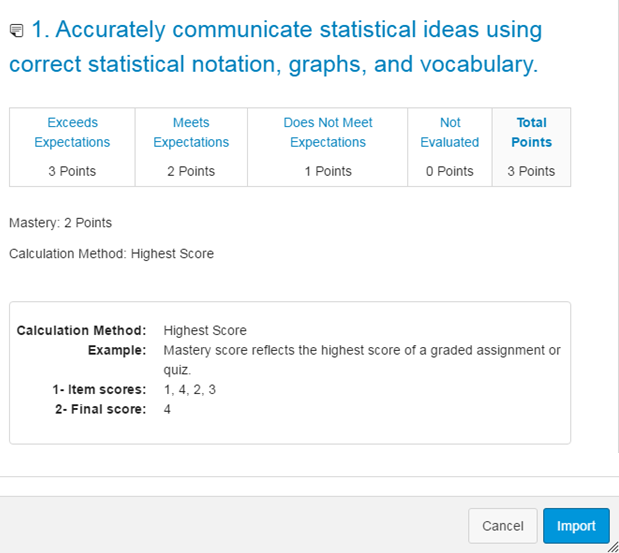 1. Accurately communicate statistical ideas using
correct statistical notation, graphs, and vocabulary.
Exceeds Expectations
3 Points
Meets Expectations
2 Points
Does Not Meet Expectations
1 Points
Not Evaluated
0 Points
Total Points
3 Points
Mastery: 2 Points
Calculation Method: Highest Score
Calculation Method: Highest Score
Example: Mastery score reflects the highest score of a graded assignment or
quiz.
1- Item scores: 1, 4, 2, 3
2- Final score: 4
Cancel Import